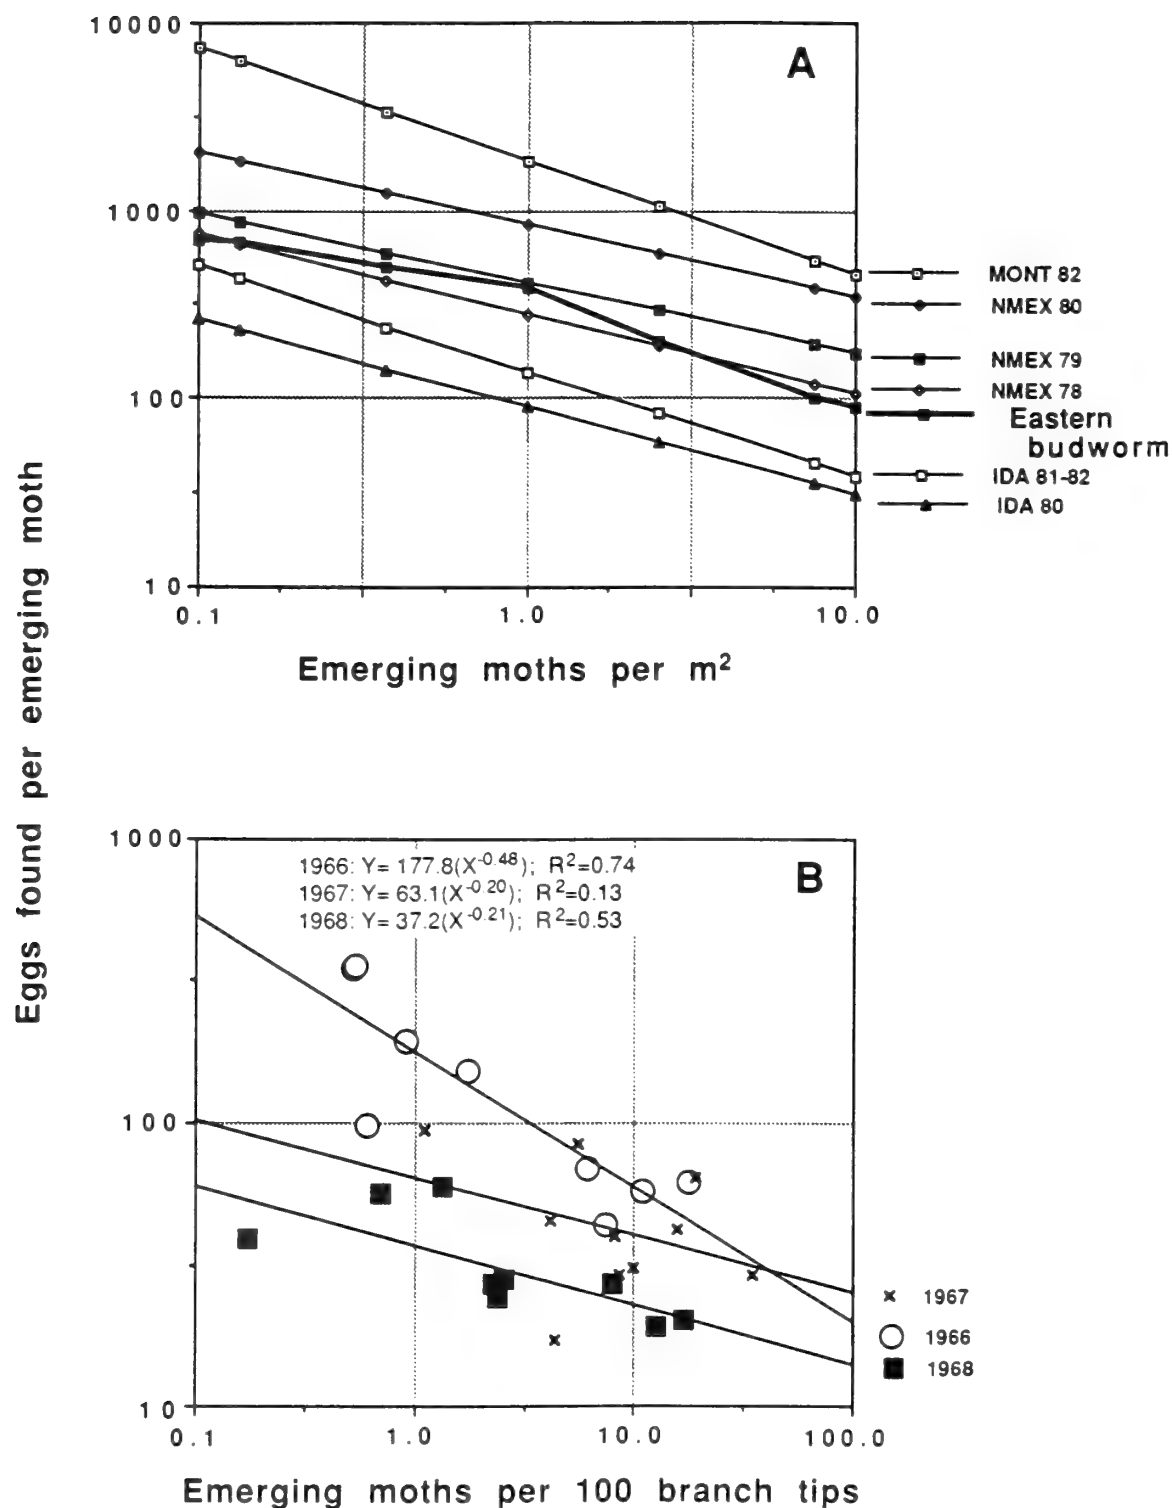 Eggs found per emerging moth
A
10000
1000
100
10
0.1 1.0 10.0
Emerging moths per m²
MONT 82
NMEX 80
NMEX 79
NMEX 78
Eastern
budworm
IDA 81-82
IDA 80
B
1966: Y= 177.8(X^-0.48); R²=0.74
1967: Y= 63.1(X^-0.20); R²=0.13
1968: Y= 37.2(X^-0.21); R²=0.53
1000
100
10
0.1 1.0 10.0 100.0
Emerging moths per 100 branch tips
1967
1966
1968